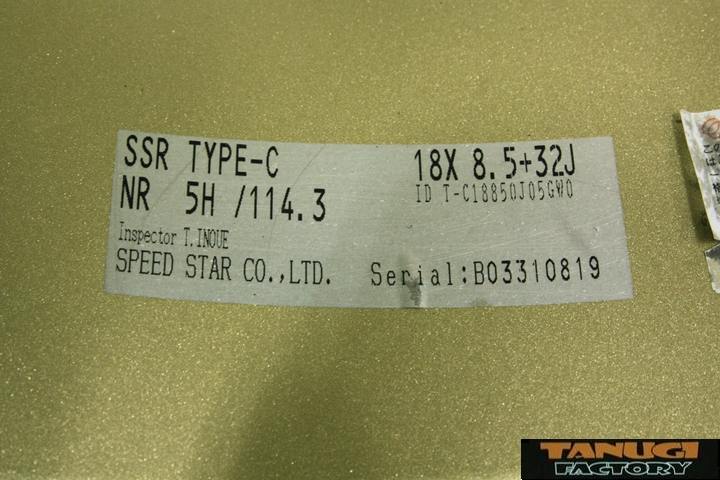 SSR TYPE-C 18X 8.5+32J
NR 5H /114.3 ID T-C18850J05GW0
Inspector T.INOUE
SPEED STAR CO.,LTD. Serial:B03310819
TANUGI
FACTORY